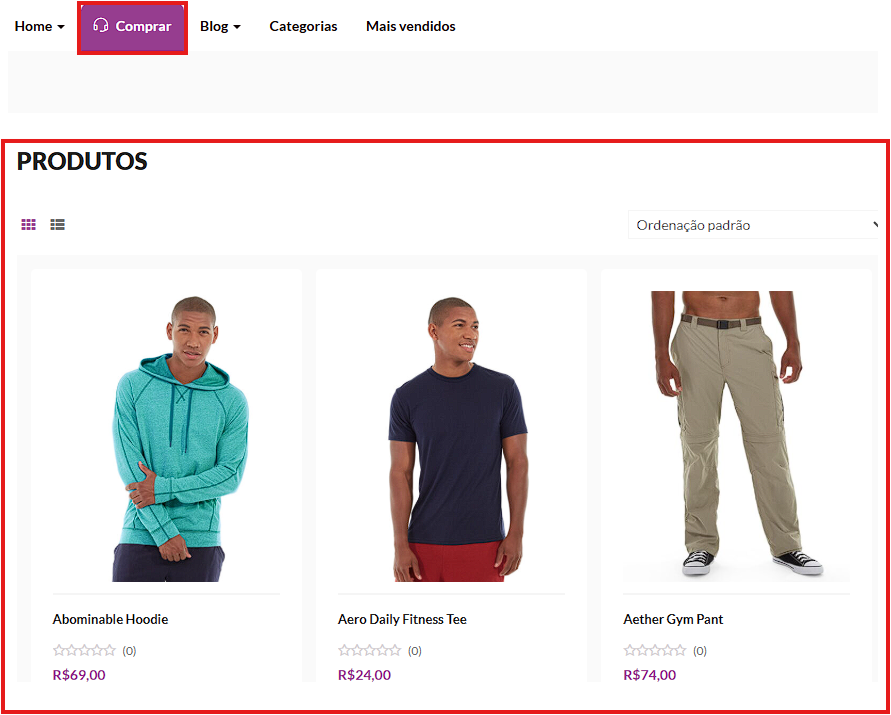 Home Comprar Blog Categorias Mais vendidos
PRODUTOS
Ordenação padrão
Abominable Hoodie Aero Daily Fitness Tee Aether Gym Pant
(0) (0) (0)
R$69,00 R$24,00 R$74,00